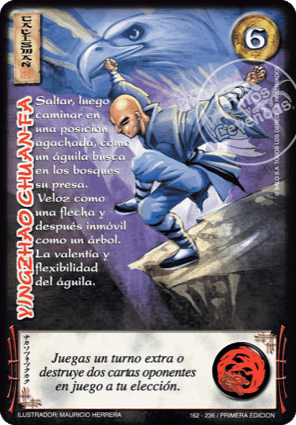 TALISMAN
6
YINGZHAO CHUAN-FA
Saltar, luego
caminar en
una posición
agachada, como
un águila busca
en los bosques
su presa.
Veloz como
una flecha y
después inmóvil
como un árbol.
La valentía y
flexibilidad
del águila.
Juegas un turno extra o
destruye dos cartas oponentes
en juego a tu elección.
ILUSTRADOR: MAURICIO HERRERA
162 - 236 / PRIMERA EDICION